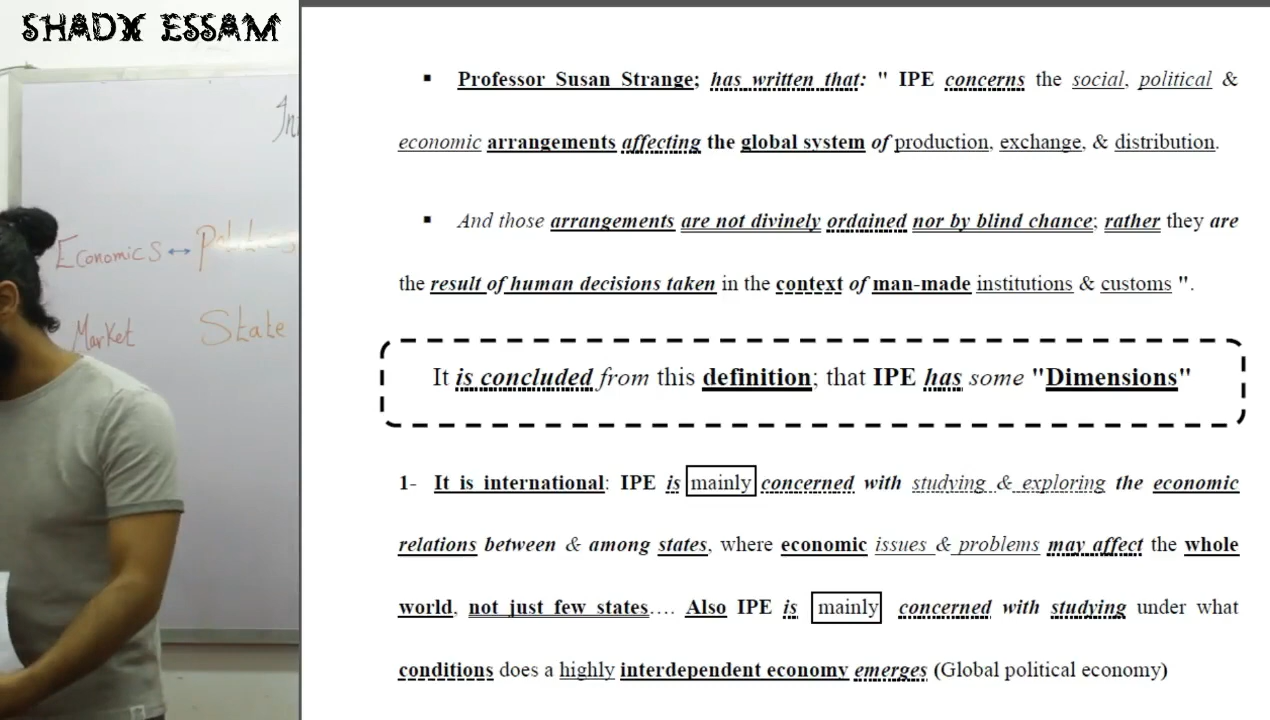 SHADY ESSAM
In
Economics ↔ Politics
Market State
▪ Professor Susan Strange; has written that: " IPE concerns the social, political &
economic arrangements affecting the global system of production, exchange, & distribution.
▪ And those arrangements are not divinely ordained nor by blind chance; rather they are
the result of human decisions taken in the context of man-made institutions & customs ".
It is concluded from this definition; that IPE has some "Dimensions"
1- It is international: IPE is mainly concerned with studying & exploring the economic
relations between & among states, where economic issues & problems may affect the whole
world, not just few states…. Also IPE is mainly concerned with studying under what
conditions does a highly interdependent economy emerges (Global political economy)